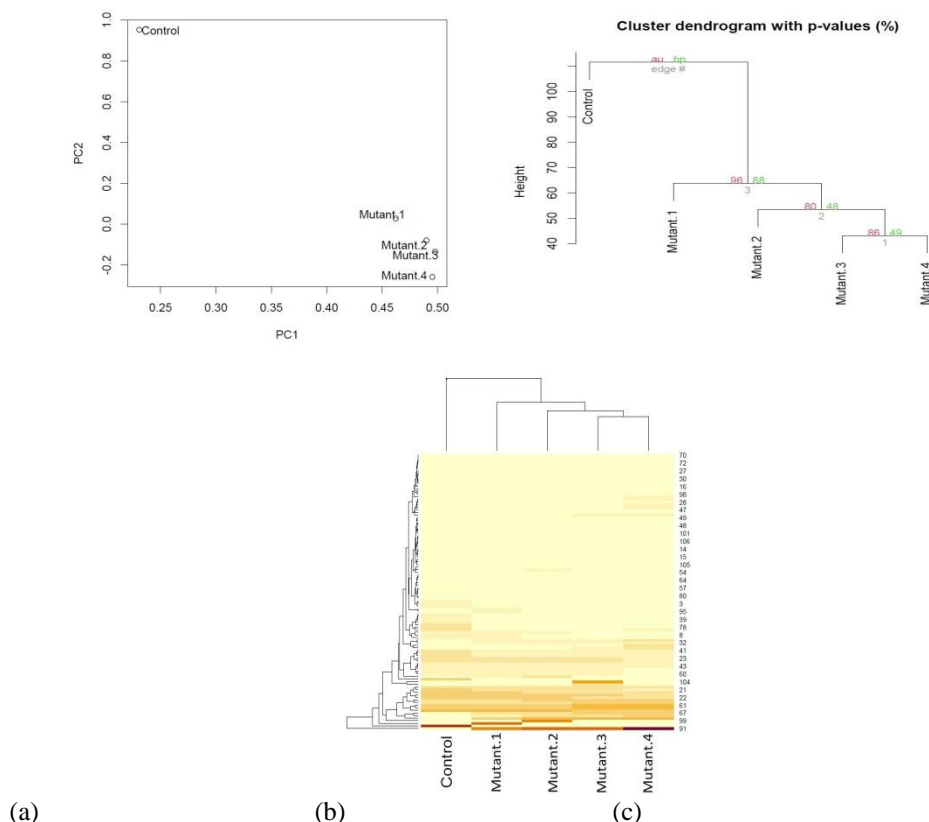 1.0
0.8
0.6
0.4
0.2
0.0
-0.2
PC2
Control
Mutant.1
Mutant.2
Mutant.3
Mutant.4
0.25 0.30 0.35 0.40 0.45 0.50
PC1
Cluster dendrogram with p-values (%)
au bp
edge #
100
90
80
70
60
50
40
Height
Control
96 88
3
Mutant.1
80 48
2
Mutant.2
86 49
1
Mutant.3
Mutant.4
70
72
27
30
16
98
28
47
49
48
101
106
14
15
105
54
64
57
80
3
95
39
78
8
32
41
23
43
60
104
21
22
61
67
99
91
Control
Mutant.1
Mutant.2
Mutant.3
Mutant.4
(a) (b) (c)